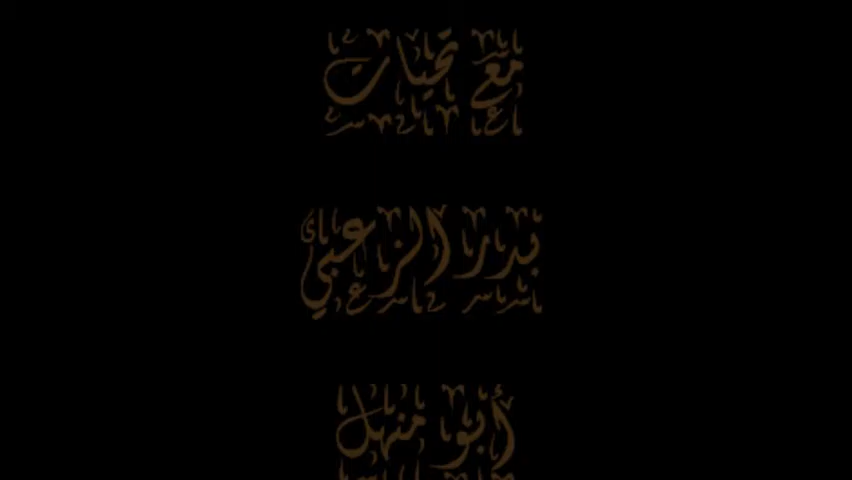 مع تحيات
بدر الزعبي
أبو منهل